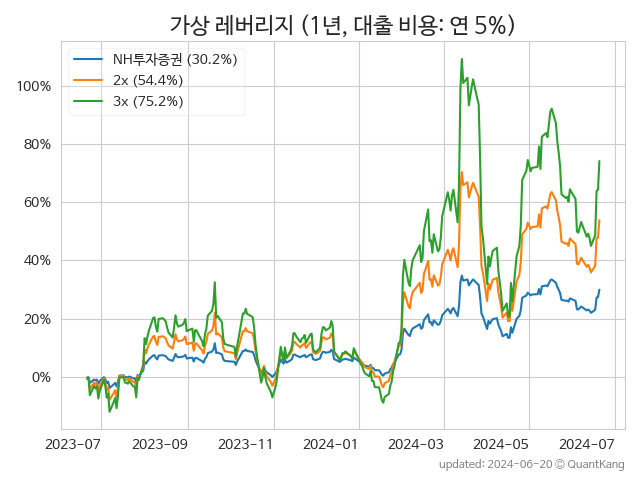 가상 레버리지 (1년, 대출 비용: 연 5%)
NH투자증권 (30.2%)
2x (54.4%)
3x (75.2%)
100%
80%
60%
40%
20%
0%
2023-07
2023-09
2023-11
2024-01
2024-03
2024-05
2024-07
updated: 2024-06-20 © QuantKang